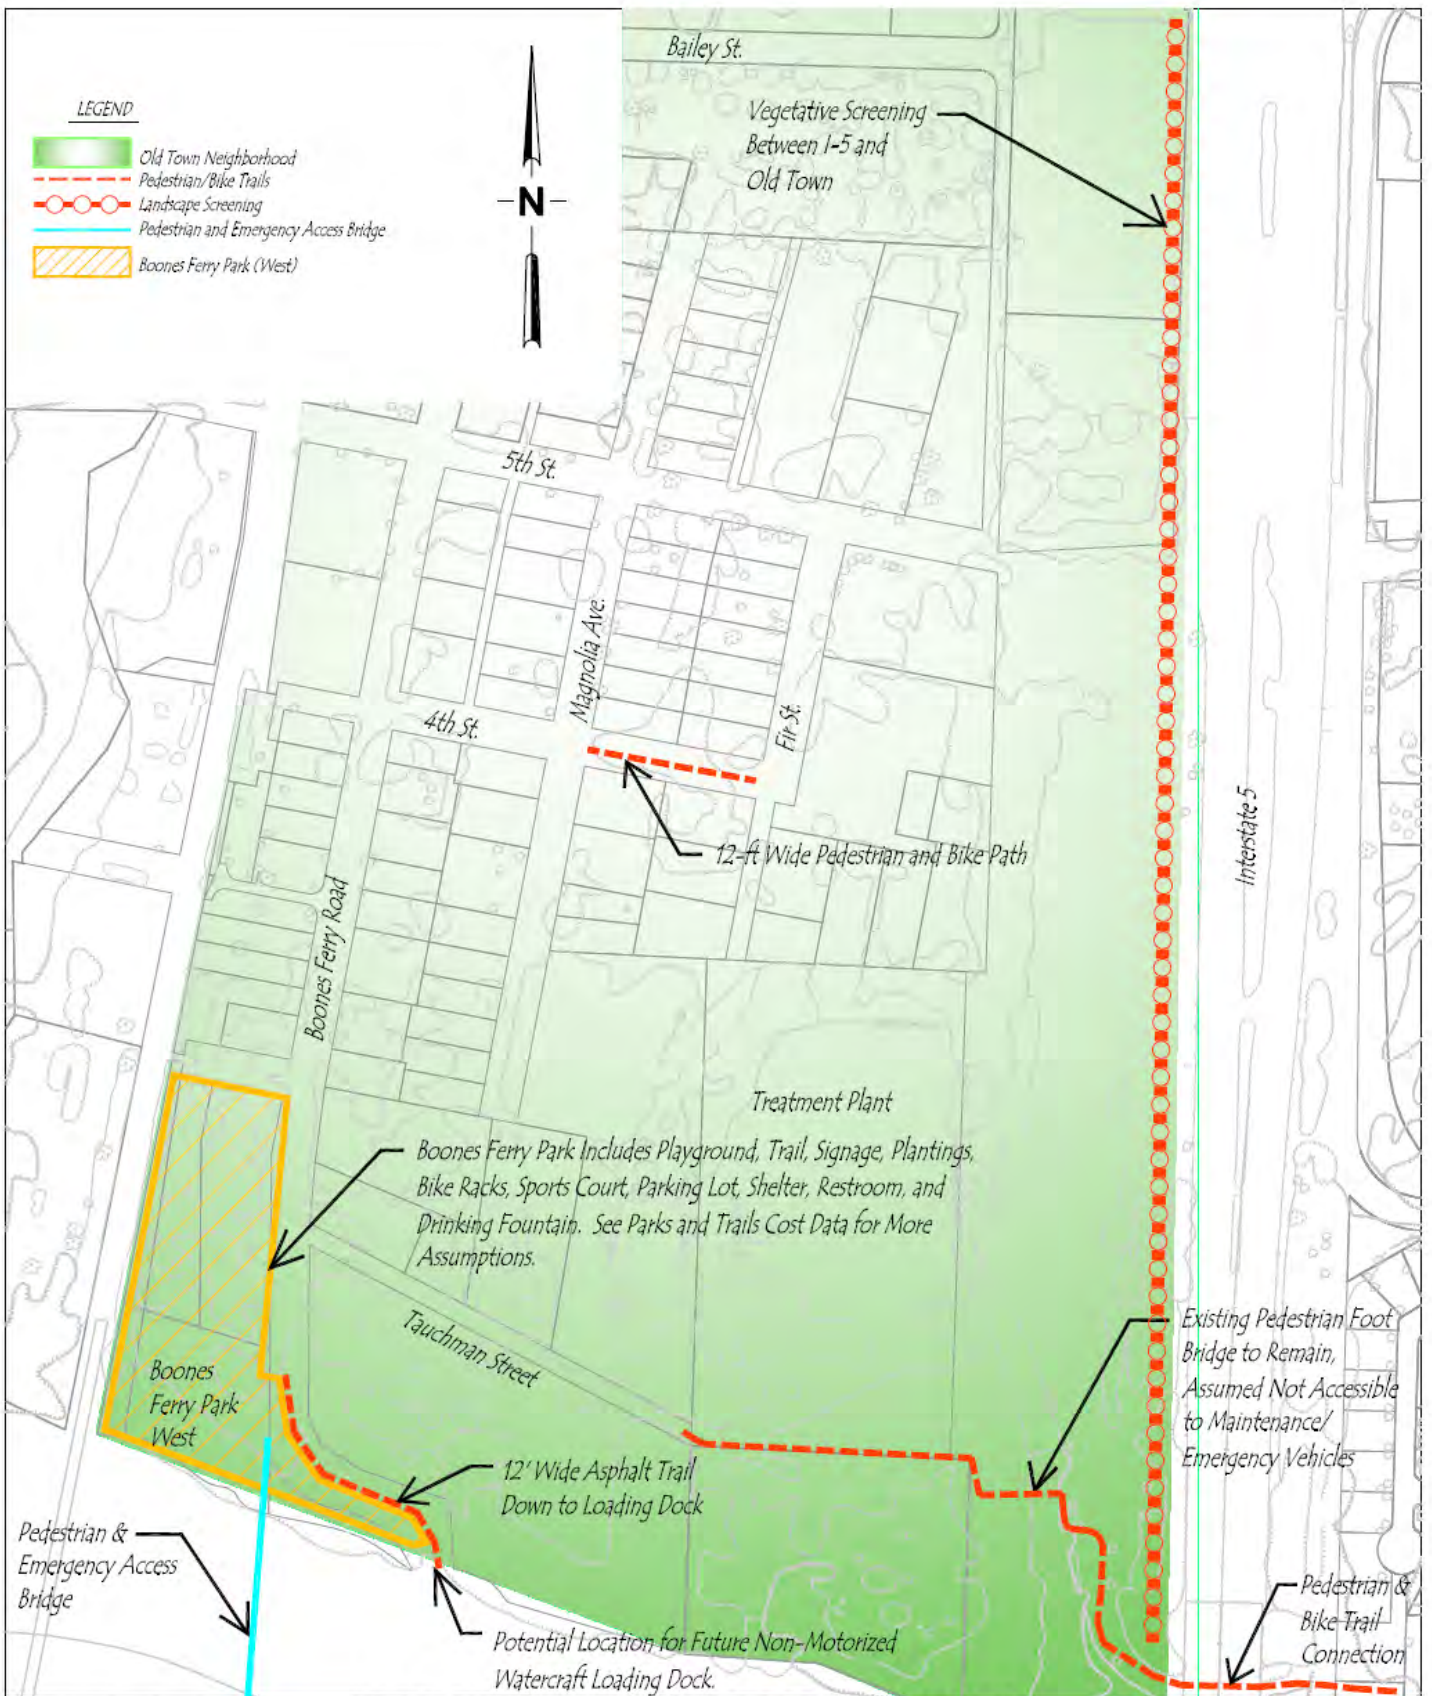 Bailey St.
LEGEND
Old Town Neighborhood
Pedestrian/Bike Trails
Landscape Screening
Pedestrian and Emergency Access Bridge
Boones Ferry Park (West)
N
Vegetative Screening
Between I-5 and
Old Town
5th St.
Magnolia Ave.
4th St.
Fir St.
12-ft Wide Pedestrian and Bike Path
Interstate 5
Boones Ferry Road
Treatment Plant
Boones Ferry Park Includes Playground, Trail, Signage, Plantings,
Bike Racks, Sports Court, Parking Lot, Shelter, Restroom, and
Drinking Fountain. See Parks and Trails Cost Data for More
Assumptions.
Tauchman Street
Existing Pedestrian Foot
Bridge to Remain,
Assumed Not Accessible
to Maintenance/
Emergency Vehicles
Boones
Ferry Park
West
12' Wide Asphalt Trail
Down to Loading Dock
Pedestrian &
Emergency Access
Bridge
Potential Location for Future Non-Motorized
Watercraft Loading Dock.
Pedestrian &
Bike Trail
Connection